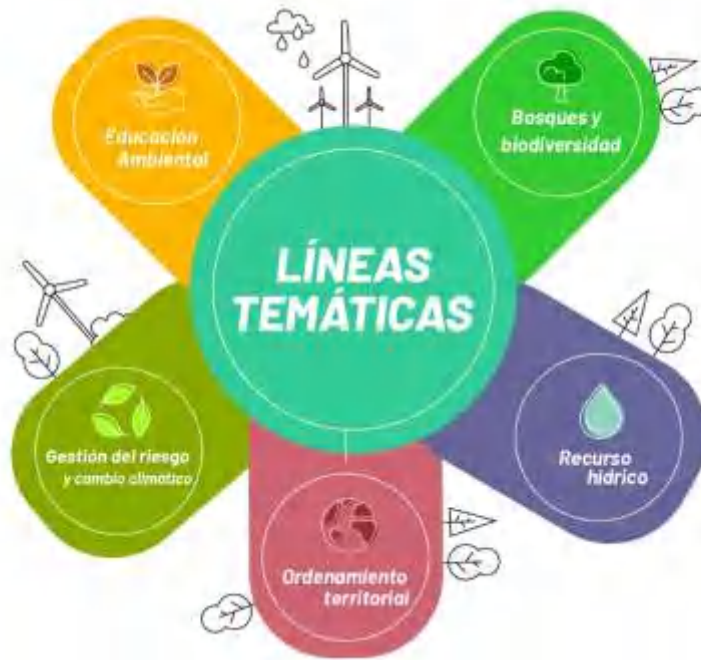 LÍNEAS
TEMÁTICAS
Educación
Ambiental
Bosques y
biodiversidad
Recurso
hídrico
Ordenamiento
territorial
Gestión del riesgo
y cambio climático